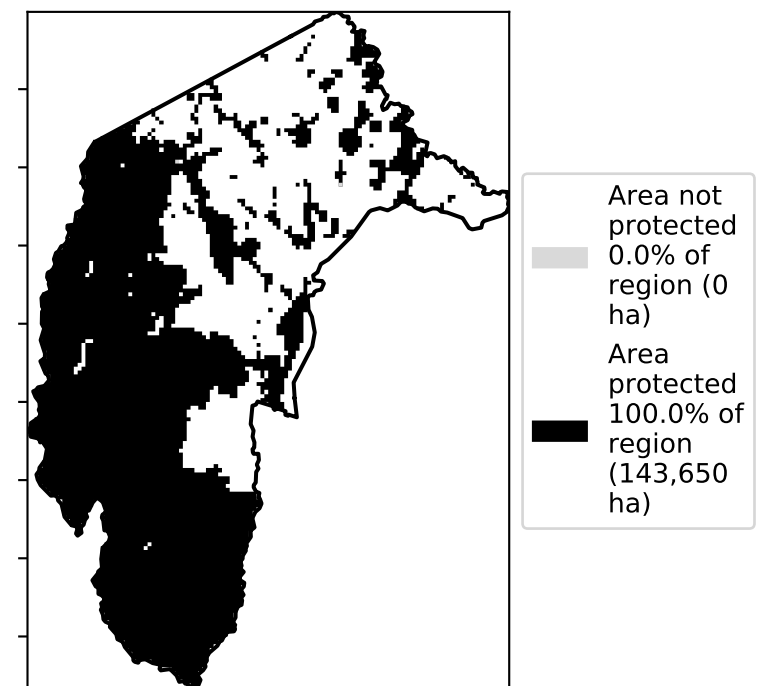 Area not
protected
0.0% of
region (0
ha)
Area
protected
100.0% of
region
(143,650
ha)